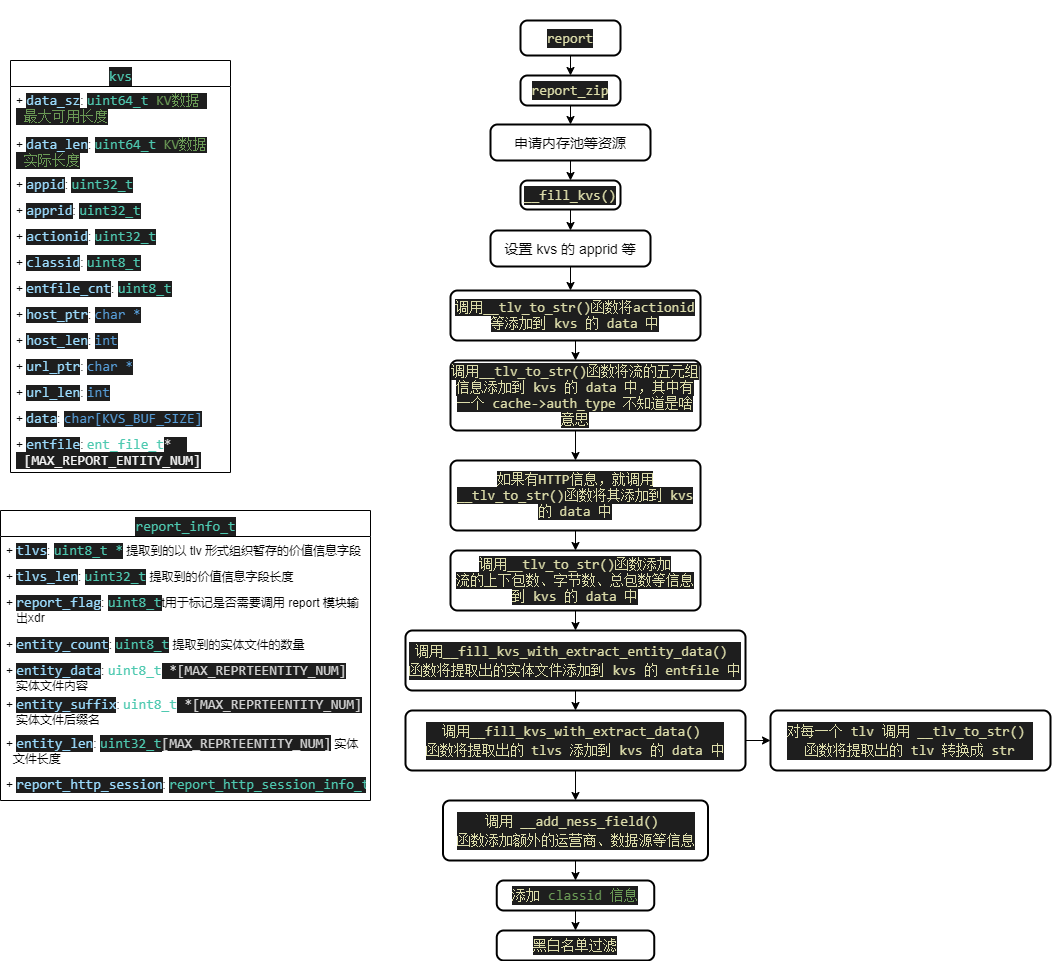 kvs
+ data_sz: uint64_t KV数据
最大可用长度
+ data_len: uint64_t KV数据
实际长度
+ appid: uint32_t
+ apprid: uint32_t
+ actionid: uint32_t
+ classid: uint8_t
+ entfile_cnt: uint8_t
+ host_ptr: char *
+ host_len: int
+ url_ptr: char *
+ url_len: int
+ data: char[KVS_BUF_SIZE]
+ entfile: ent_file_t*
[MAX_REPORT_ENTITY_NUM]
report_info_t
+ tlvs: uint8_t * 提取到的以 tlv 形式组织暂存的价值信息字段
+ tlvs_len: uint32_t 提取到的价值信息字段长度
+ report_flag: uint8_t t用于标记是否需要调用 report 模块输
出xdr
+ entity_count: uint8_t 提取到的实体文件的数量
+ entity_data: uint8_t *[MAX_REPRTEENTITY_NUM]
实体文件内容
+ entity_suffix: uint8_t *[MAX_REPRTEENTITY_NUM]
实体文件后缀名
+ entity_len: uint32_t[MAX_REPRTEENTITY_NUM] 实体
文件长度
+ report_http_session: report_http_session_info_t
report
report_zip
申请内存池等资源
__fill_kvs()
设置 kvs 的 apprid 等
调用__tlv_to_str()函数将actionid
等添加到 kvs 的 data 中
调用__tlv_to_str()函数将流的五元组
信息添加到 kvs 的 data 中，其中有
一个 cache->auth_type 不知道是啥
意思
如果有HTTP信息，就调用
__tlv_to_str()函数将其添加到 kvs
的 data 中
调用__tlv_to_str()函数添加
流的上下包数、字节数、总包数等信息
到 kvs 的 data 中
调用__fill_kvs_with_extract_entity_data()
函数将提取出的实体文件添加到 kvs 的 entfile 中
调用__fill_kvs_with_extract_data()
函数将提取出的 tlvs 添加到 kvs 的 data 中
对每一个 tlv 调用 __tlv_to_str()
函数将提取出的 tlv 转换成 str
调用 __add_ness_field()
函数添加额外的运营商、数据源等信息
添加 classid 信息
黑白名单过滤